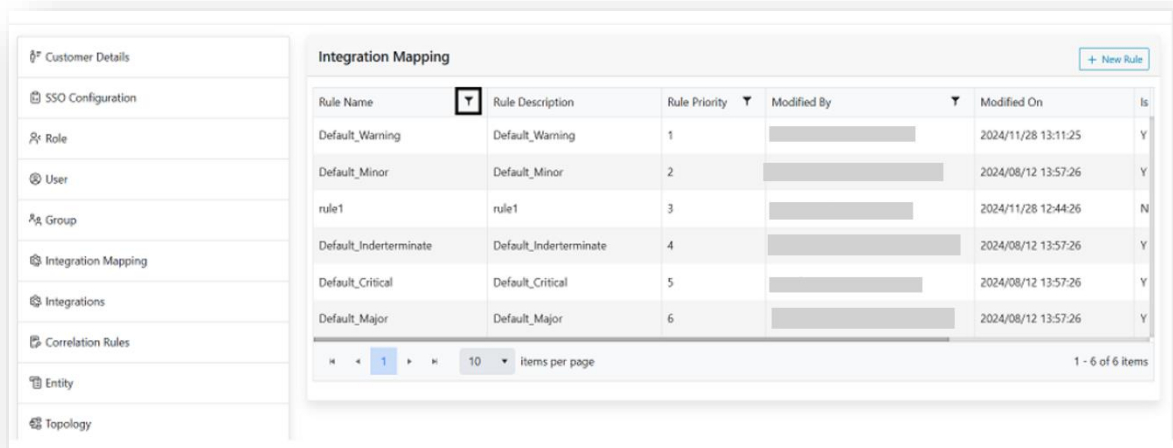 Customer Details
SSO Configuration
Role
User
Group
Integration Mapping
Integrations
Correlation Rules
Entity
Topology
Integration Mapping
+ New Rule
Rule Name Rule Description Rule Priority Modified By Modified On Is
Default_Warning Default_Warning 1 2024/11/28 13:11:25 Y
Default_Minor Default_Minor 2 2024/08/12 13:57:26 Y
rule1 rule1 3 2024/11/28 12:44:26 N
Default_Inderterminate Default_Inderterminate 4 2024/08/12 13:57:26 Y
Default_Critical Default_Critical 5 2024/08/12 13:57:26 Y
Default_Major Default_Major 6 2024/08/12 13:57:26 Y
1 10 items per page 1 - 6 of 6 items